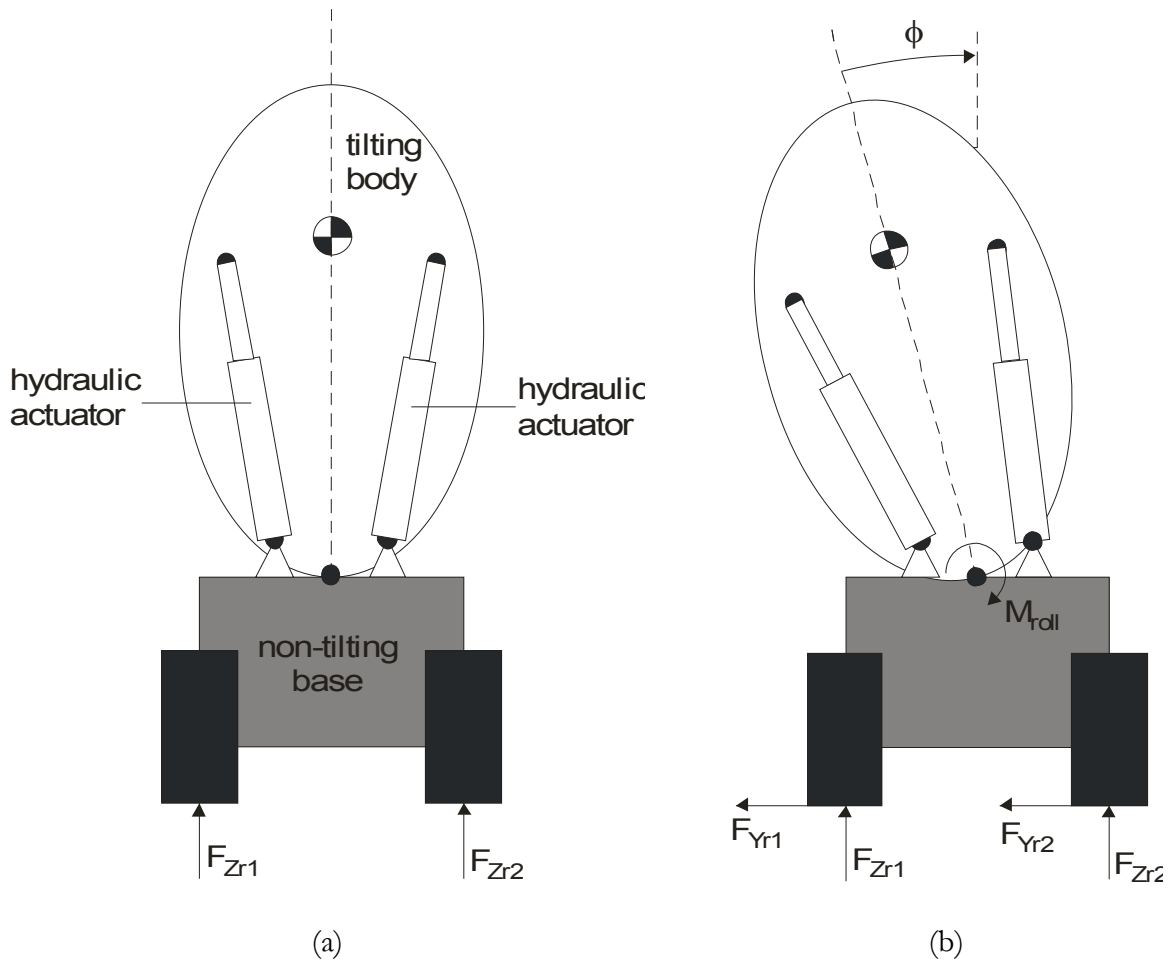 ϕ
tilting
body
hydraulic
actuator
hydraulic
actuator
M_roll
non-tilting
base
F_Yr1
F_Yr2
F_Zr1
F_Zr2
F_Zr1
F_Zr2
(a)
(b)